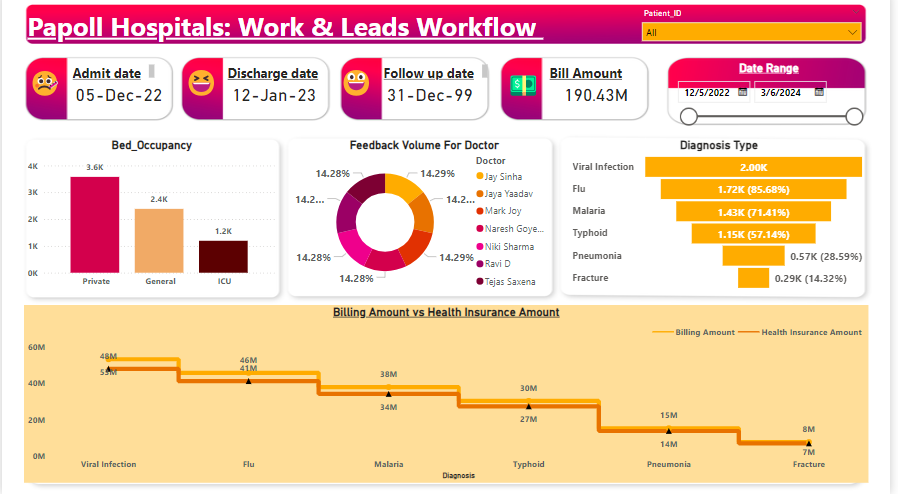 Papoll Hospitals: Work & Leads Workflow
Patient_ID
All
Admit date
05-Dec-22
Discharge date
12-Jan-23
Follow up date
31-Dec-99
Bill Amount
190.43M
Date Range
12/5/2022
3/6/2024
Bed_Occupancy
4K
3K
2K
1K
0K
3.6K
2.4K
1.2K
Private
General
ICU
Feedback Volume For Doctor
14.28%
14.29%
14.2...
14.2...
14.28%
14.29%
14.28%
Doctor
Jay Sinha
Jaya Yaadav
Mark Joy
Naresh Goye...
Niki Sharma
Ravi D
Tejas Saxena
Diagnosis Type
Viral Infection
2.00K
Flu
1.72K (85.68%)
Malaria
1.43K (71.41%)
Typhoid
1.15K (57.14%)
Pneumonia
0.57K (28.59%)
Fracture
0.29K (14.32%)
Billing Amount vs Health Insurance Amount
Billing Amount
Health Insurance Amount
60M
40M
20M
0M
48M
53M
46M
41M
38M
34M
30M
27M
15M
14M
8M
7M
Viral Infection
Flu
Malaria
Typhoid
Pneumonia
Fracture
Diagnosis